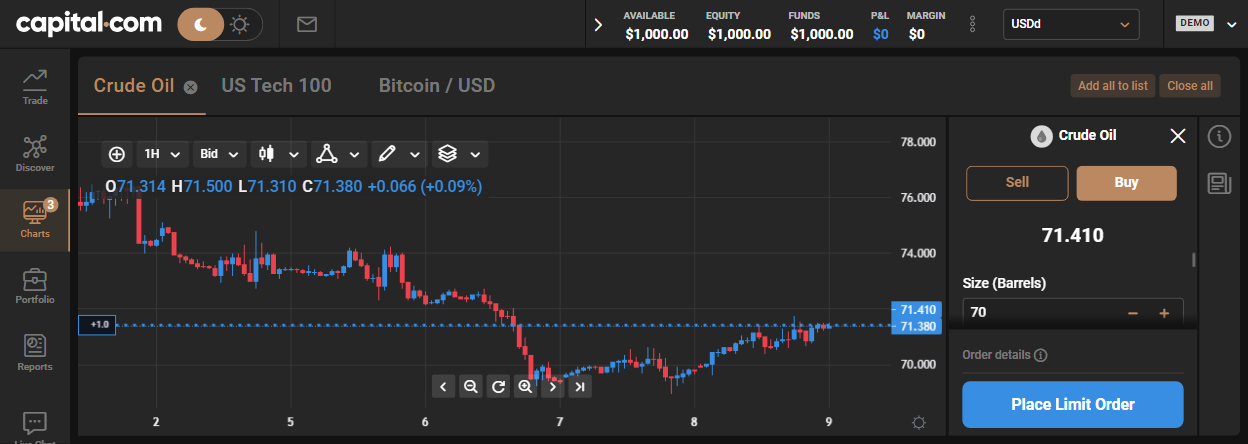 capital.com
AVAILABLE EQUITY FUNDS P&L MARGIN
$1,000.00 $1,000.00 $1,000.00 $0 $0
USDd
DEMO
Trade
Discover
3
Charts
Portfolio
Reports
Live Chat
Crude Oil US Tech 100 Bitcoin / USD
Add all to list Close all
1H Bid
O71.314 H71.500 L71.310 C71.380 +0.066 (+0.09%)
78.000
76.000
74.000
71.410
71.380
70.000
+1.0
2 5 6 7 8 9
Crude Oil
Sell Buy
71.410
Size (Barrels)
70
Order details
Place Limit Order